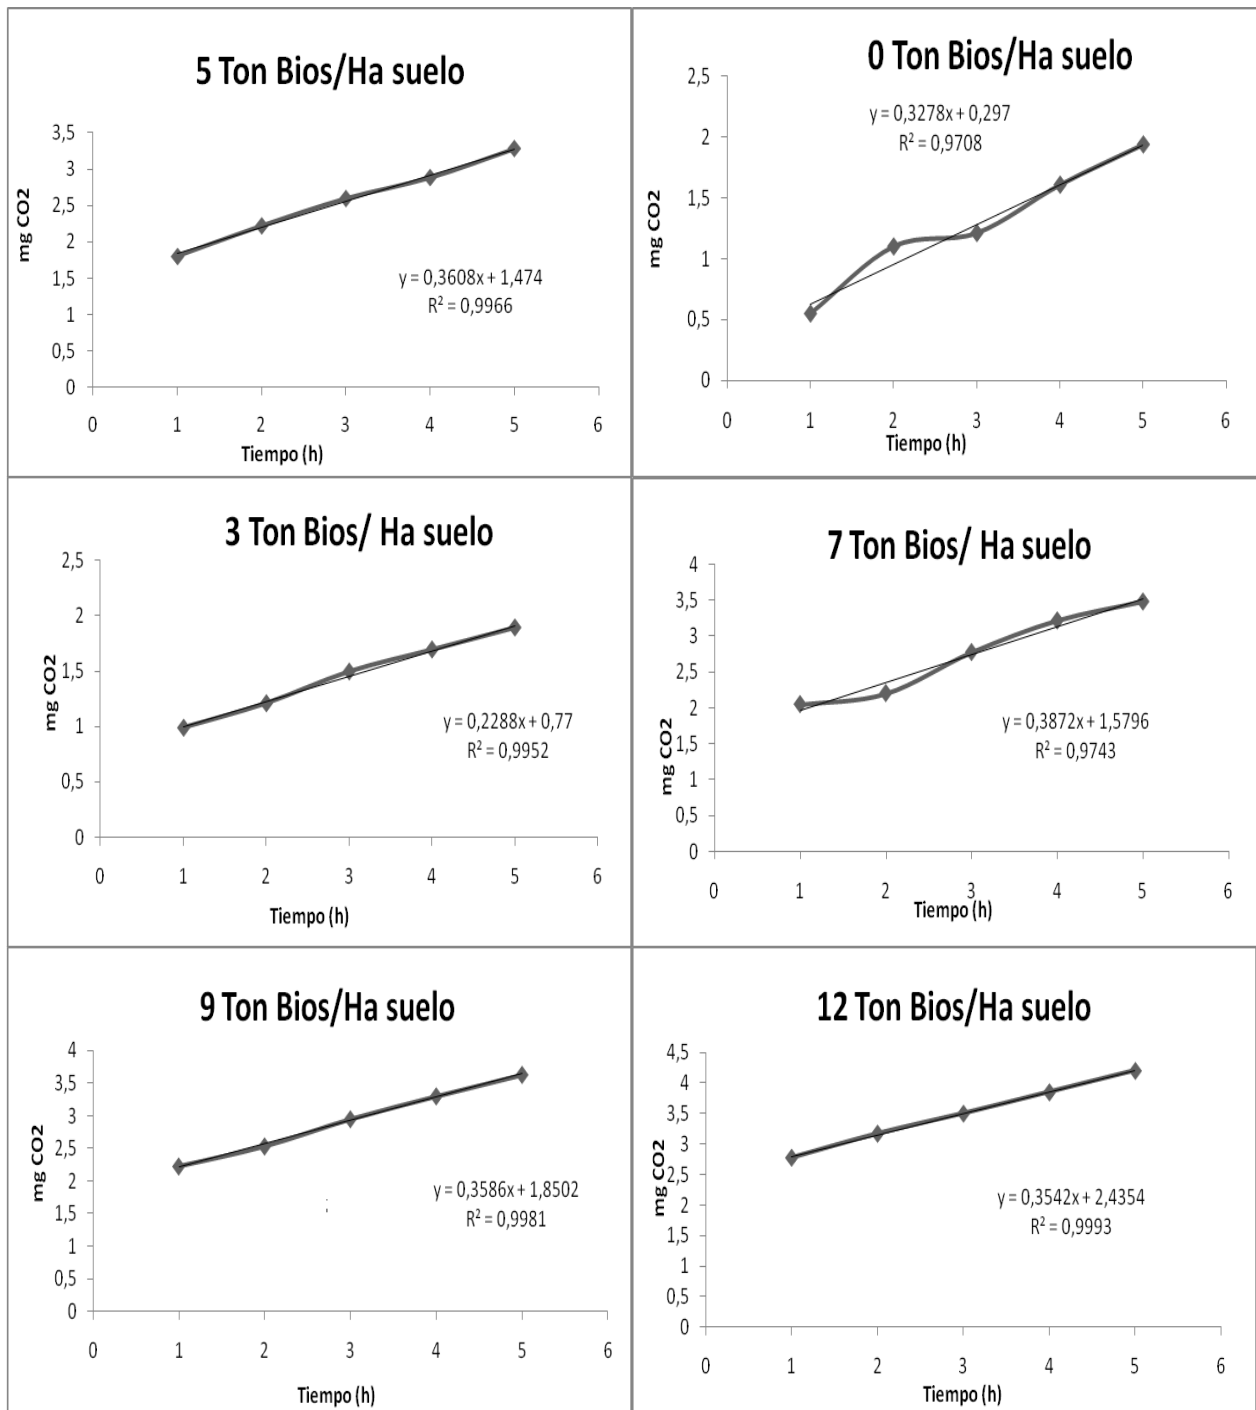 5 Ton Bios/Ha suelo
3,5
3
2,5
2
1,5
1
0,5
0
mg CO2
y = 0,3608x + 1,474
R² = 0,9966
0 1 2 3 4 5 6
Tiempo (h)
0 Ton Bios/Ha suelo
2,5
2
1,5
1
0,5
0
mg CO2
y = 0,3278x + 0,297
R² = 0,9708
0 1 2 3 4 5 6
Tiempo (h)
3 Ton Bios/ Ha suelo
2,5
2
1,5
1
0,5
0
mg CO2
y = 0,2288x + 0,77
R² = 0,9952
0 1 2 3 4 5 6
Tiempo (h)
7 Ton Bios/ Ha suelo
4
3,5
3
2,5
2
1,5
1
0,5
0
mg CO2
y = 0,3872x + 1,5796
R² = 0,9743
0 1 2 3 4 5 6
Tiempo (h)
9 Ton Bios/Ha suelo
4
3,5
3
2,5
2
1,5
1
0,5
0
mg CO2
y = 0,3586x + 1,8502
R² = 0,9981
0 1 2 3 4 5 6
Tiempo (h)
12 Ton Bios/Ha suelo
4,5
4
3,5
3
2,5
2
1,5
1
0,5
0
mg CO2
y = 0,3542x + 2,4354
R² = 0,9993
0 1 2 3 4 5 6
Tiempo (h)